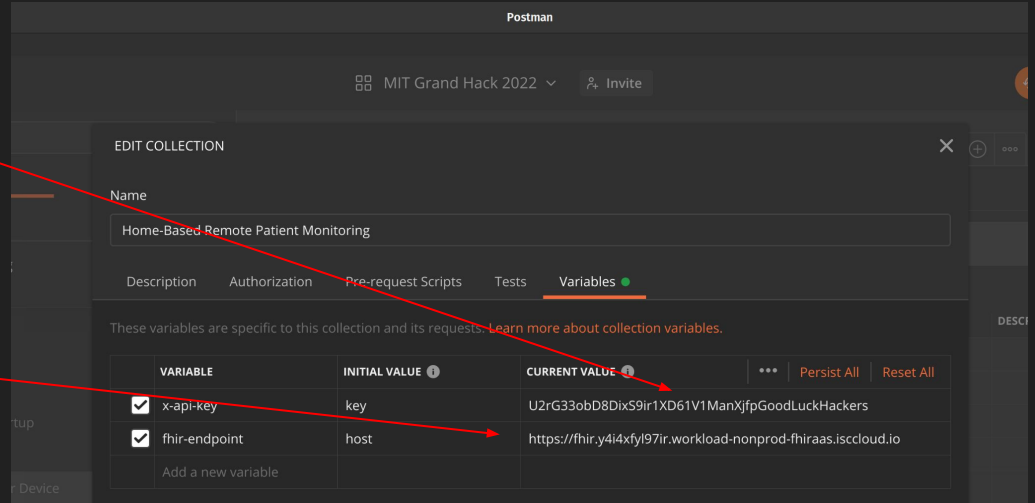 Postman
MIT Grand Hack 2022 Invite
EDIT COLLECTION
Name
Home-Based Remote Patient Monitoring
Description Authorization Pre-request Scripts Tests Variables
These variables are specific to this collection and its requests. Learn more about collection variables.
DESCR
VARIABLE INITIAL VALUE CURRENT VALUE Persist All Reset All
x-api-key key U2rG33obD8DixS9ir1XD61V1ManXjfpGoodLuckHackers
fhir-endpoint host https://fhir.y4i4xfyl97ir.workload-nonprod-fhiraas.isccloud.io
tup
Add a new variable
r Device